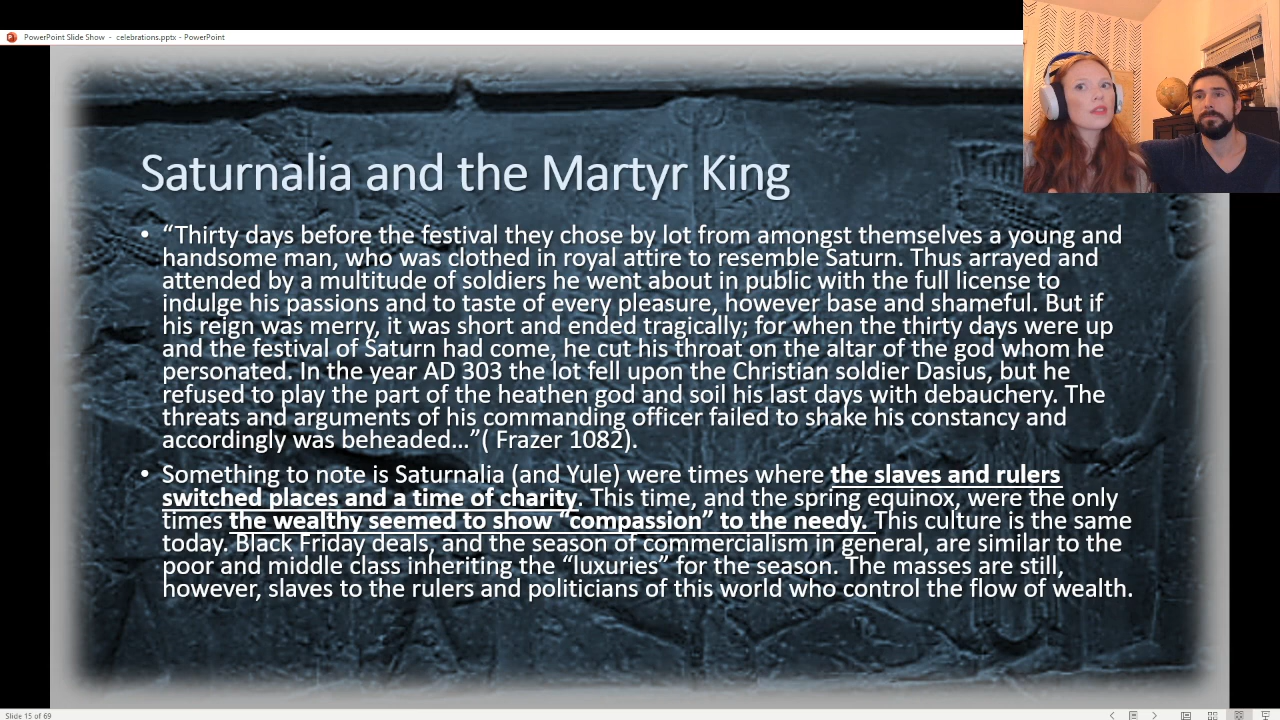 PowerPoint Slide Show - celebrations.pptx - PowerPoint
Saturnalia and the Martyr King
• “Thirty days before the festival they chose by lot from amongst themselves a young and
handsome man, who was clothed in royal attire to resemble Saturn. Thus arrayed and
attended by a multitude of soldiers he went about in public with the full license to
indulge his passions and to taste of every pleasure, however base and shameful. But if
his reign was merry, it was short and ended tragically; for when the thirty days were up
and the festival of Saturn had come, he cut his throat on the altar of the god whom he
personated. In the year AD 303 the lot fell upon the Christian soldier Dasius, but he
refused to play the part of the heathen god and soil his last days with debauchery. The
threats and arguments of his commanding officer failed to shake his constancy and
accordingly was beheaded…”( Frazer 1082).
• Something to note is Saturnalia (and Yule) were times where the slaves and rulers
switched places and a time of charity. This time, and the spring equinox, were the only
times the wealthy seemed to show “compassion” to the needy. This culture is the same
today. Black Friday deals, and the season of commercialism in general, are similar to the
poor and middle class inheriting the “luxuries” for the season. The masses are still,
however, slaves to the rulers and politicians of this world who control the flow of wealth.
Slide 15 of 69